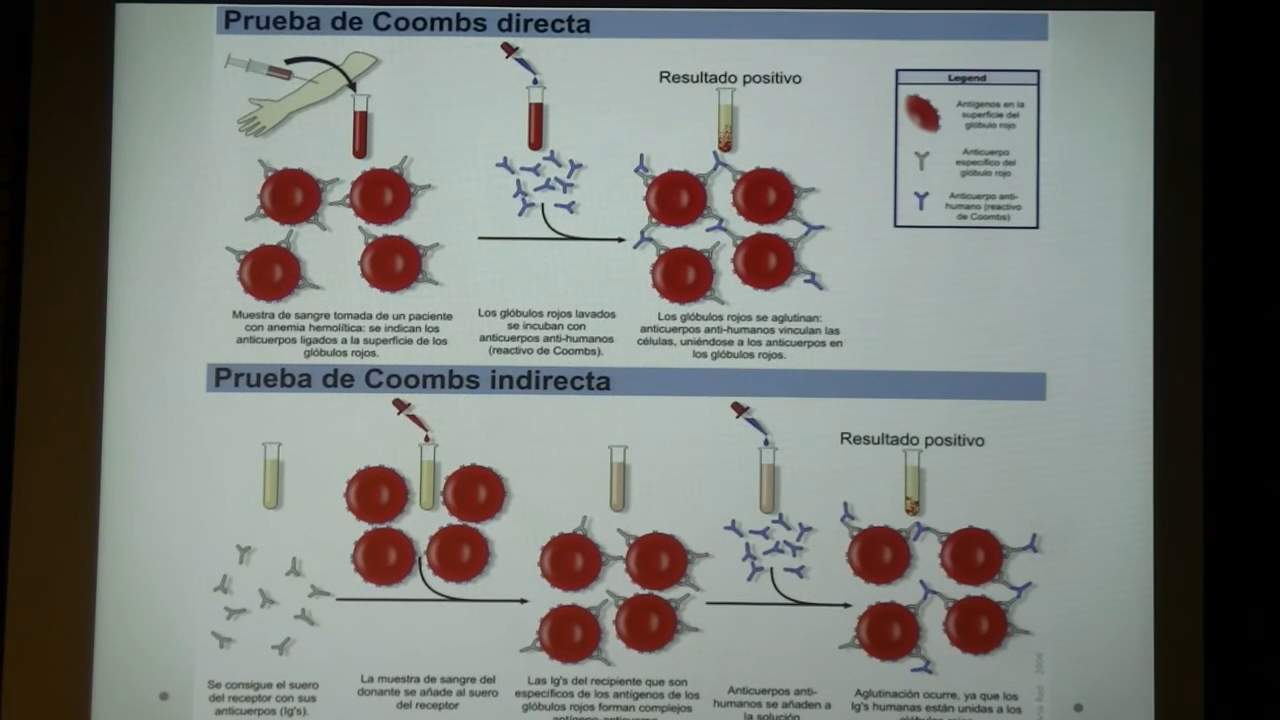 Prueba de Coombs directa
Resultado positivo
Legend
Antígenos en la
superficie del
glóbulo rojo
Anticuerpo
específico del
glóbulo rojo
Anticuerpo anti-
humano (reactivo
de Coombs)
Muestra de sangre tomada de un paciente
con anemia hemolítica: se indican los
anticuerpos ligados a la superficie de los
glóbulos rojos.
Los glóbulos rojos lavados
se incuban con
anticuerpos anti-humanos
(reactivo de Coombs).
Los glóbulos rojos se aglutinan:
anticuerpos anti-humanos vinculan las
células, uniéndose a los anticuerpos en
los glóbulos rojos.
Prueba de Coombs indirecta
Resultado positivo
Se consigue el suero
del receptor con sus
anticuerpos (Ig's).
La muestra de sangre del
donante se añade al suero
del receptor
Las Ig's del recipiente que son
específicos de los antígenos de los
glóbulos rojos forman complejos
antígeno-anticuerpo
Anticuerpos anti-
humanos se añaden a
la solución
Aglutinación ocurre, ya que los
Ig's humanas están unidas a los
glóbulos rojos